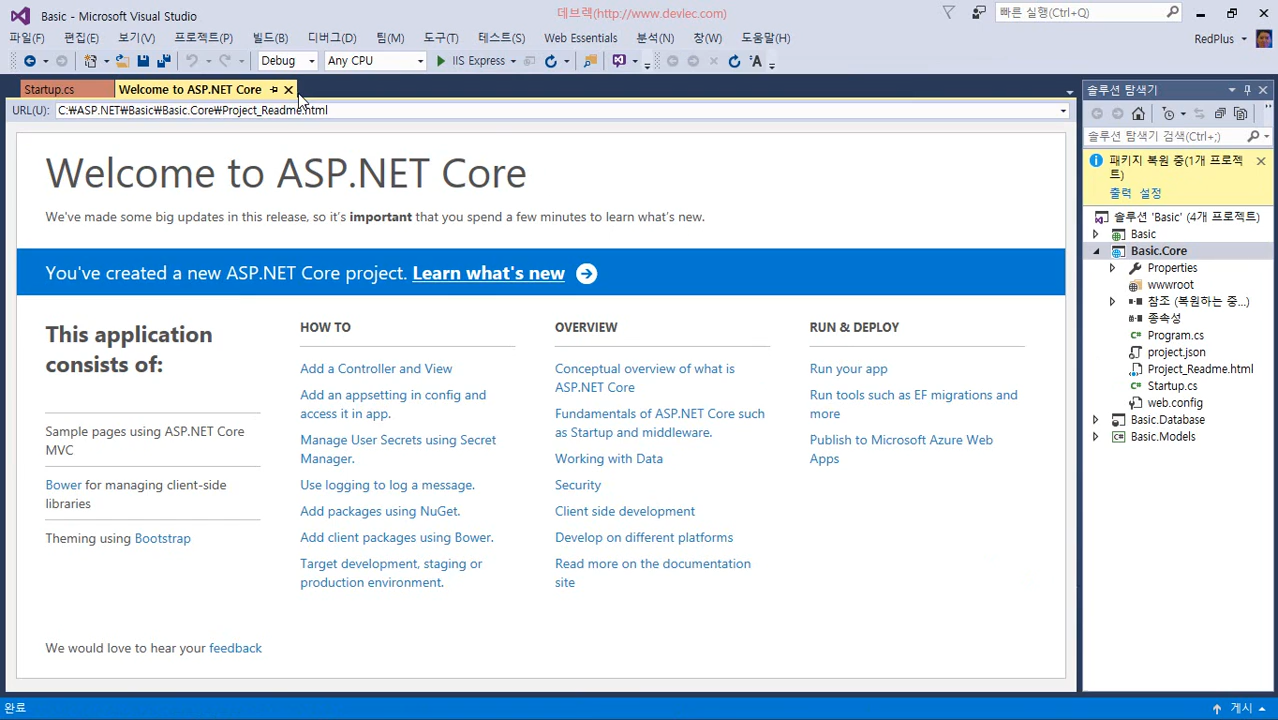 Basic - Microsoft Visual Studio
데브렉(http://www.devlec.com)
빠른 실행(Ctrl+Q)
파일(F) 편집(E) 보기(V) 프로젝트(P) 빌드(B) 디버그(D) 팀(M) 도구(T) 테스트(S) Web Essentials 분석(N) 창(W) 도움말(H)
RedPlus
Debug Any CPU IIS Express
Startup.cs
Welcome to ASP.NET Core
URL(U): C:₩ASP.NET₩Basic₩Basic.Core₩Project_Readme.html
Welcome to ASP.NET Core
We've made some big updates in this release, so it's important that you spend a few minutes to learn what's new.
You've created a new ASP.NET Core project. Learn what's new
This application
consists of:
Sample pages using ASP.NET Core
MVC
Bower for managing client-side
libraries
Theming using Bootstrap
HOW TO
Add a Controller and View
Add an appsetting in config and
access it in app.
Manage User Secrets using Secret
Manager.
Use logging to log a message.
Add packages using NuGet.
Add client packages using Bower.
Target development, staging or
production environment.
OVERVIEW
Conceptual overview of what is
ASP.NET Core
Fundamentals of ASP.NET Core such
as Startup and middleware.
Working with Data
Security
Client side development
Develop on different platforms
Read more on the documentation
site
RUN & DEPLOY
Run your app
Run tools such as EF migrations and
more
Publish to Microsoft Azure Web
Apps
We would love to hear your feedback
솔루션 탐색기
솔루션 탐색기 검색(Ctrl+;)
패키지 복원 중(1개 프로젝
트)
출력 설정
솔루션 'Basic' (4개 프로젝트)
Basic
Basic.Core
Properties
wwwroot
참조 (복원하는 중...)
종속성
Program.cs
project.json
Project_Readme.html
Startup.cs
web.config
Basic.Database
Basic.Models
완료
게시